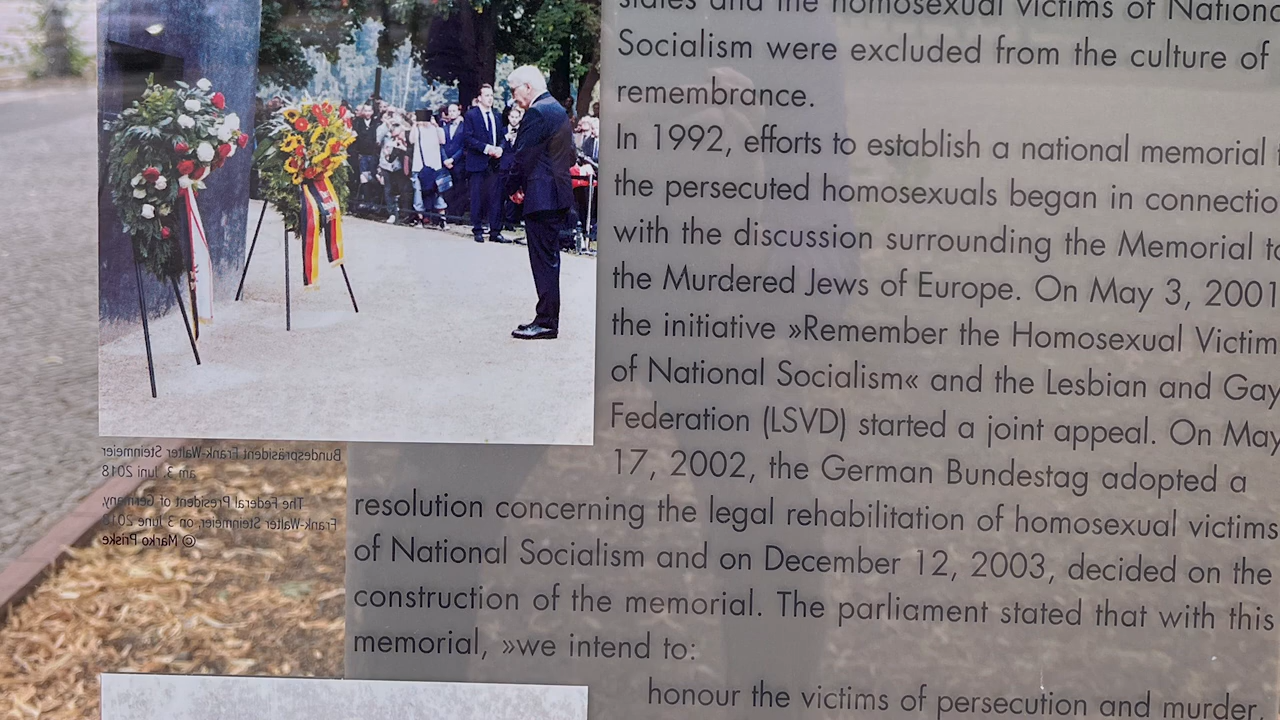 states and the homosexual victims of
Socialism were excluded from the culture of
remembrance.
In 1992, efforts to establish a national memorial
the persecuted homosexuals began in
with the discussion surrounding the Memorial
the Murdered Jews of Europe. On May 3, 2001
the initiative »Remember the Homosexual
of National Socialism« and the Lesbian and Gay
Federation (LSVD) started a joint appeal. On May
17, 2002, the German Bundestag adopted a
resolution concerning the legal rehabilitation of homosexual victims
of National Socialism and on December 12, 2003, decided on the
construction of the memorial. The parliament stated that with this
memorial, »we intend to:
honour the victims of persecution and murder,
Bundespräsident Frank-Walter Steinmeier
am 3. Juni 2018
The Federal President of Germany,
Frank-Walter Steinmeier, on 3 June 2018
© Marko Priske